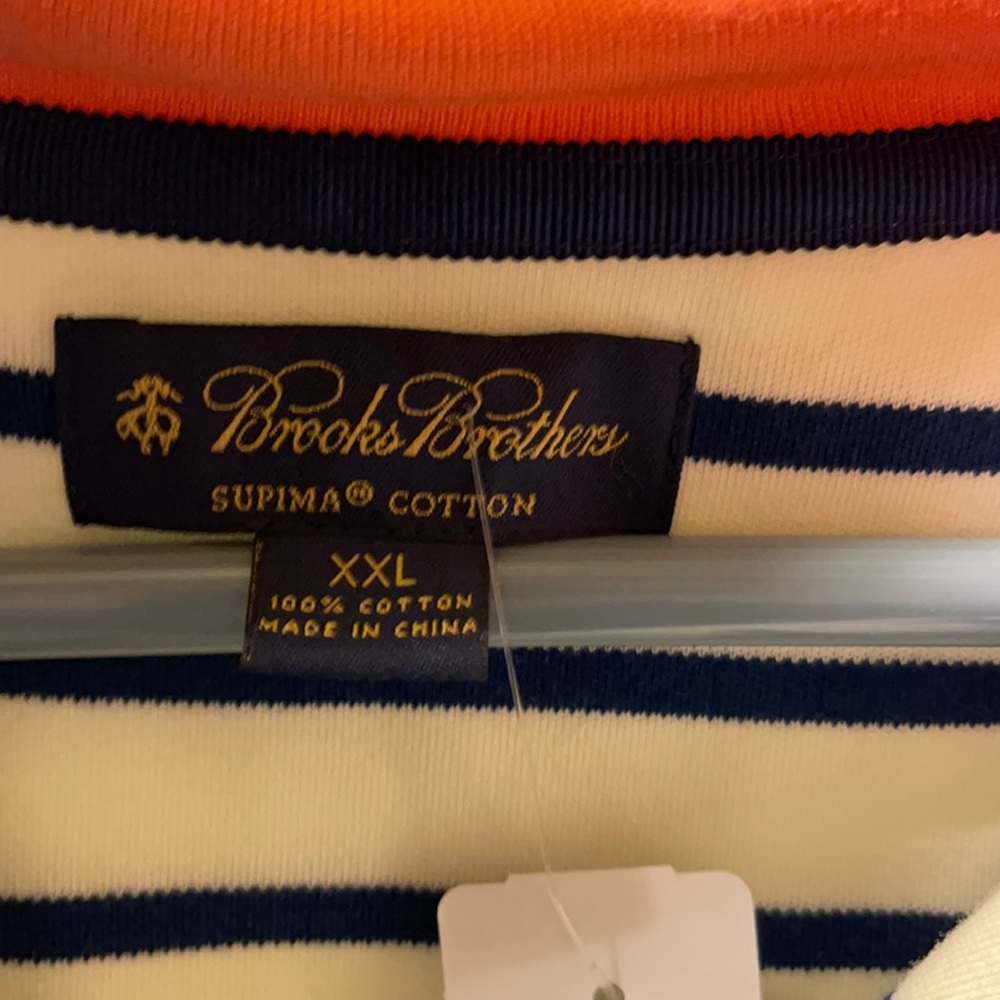 Brooks Brothers
SUPIMA® COTTON
XXL
100% COTTON
MADE IN CHINA